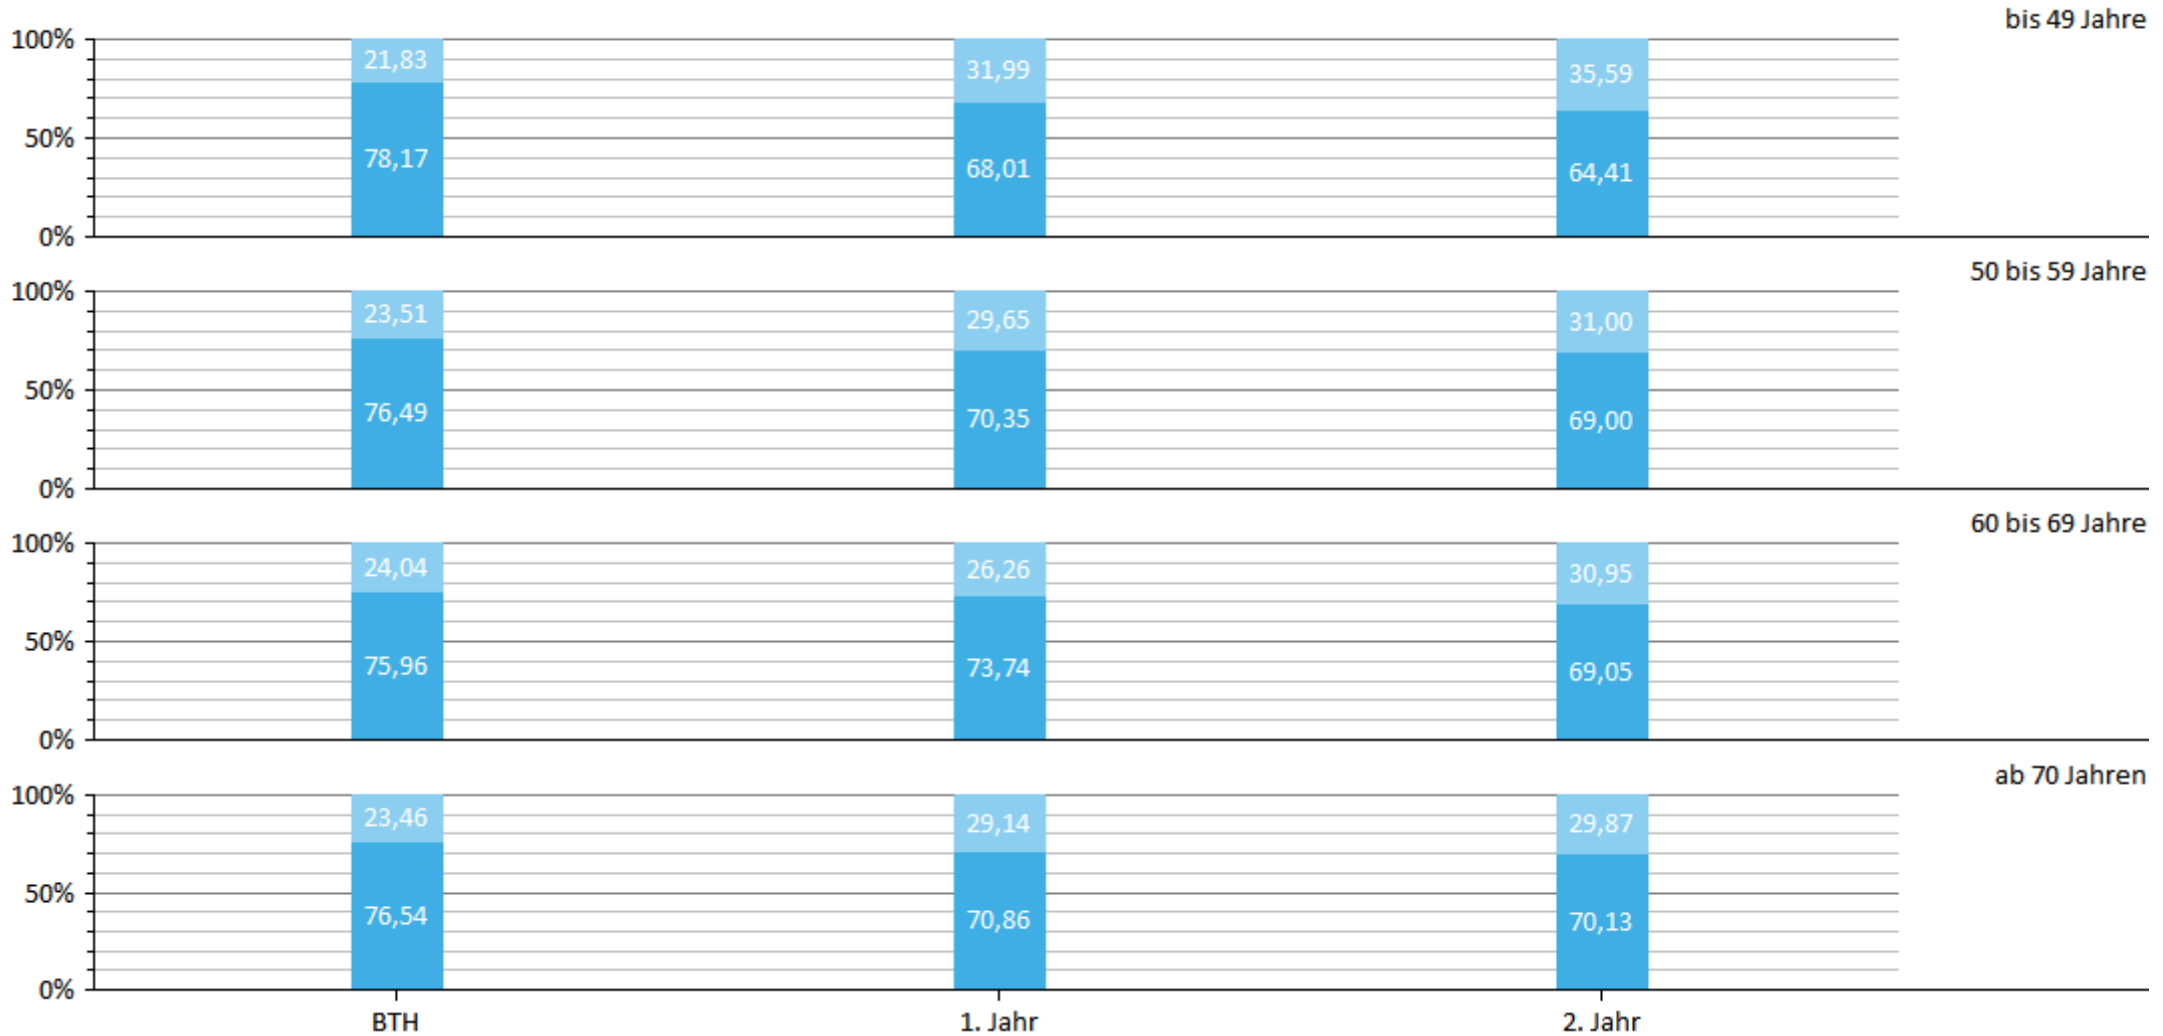 bis 49 Jahre
100%
21,83 31,99 35,59
50%
78,17 68,01 64,41
0%
50 bis 59 Jahre
100%
23,51 29,65 31,00
50%
76,49 70,35 69,00
0%
60 bis 69 Jahre
100%
24,04 26,26 30,95
50%
75,96 73,74 69,05
0%
ab 70 Jahren
100%
23,46 29,14 29,87
50%
76,54 70,86 70,13
0%
BTH 1. Jahr 2. Jahr